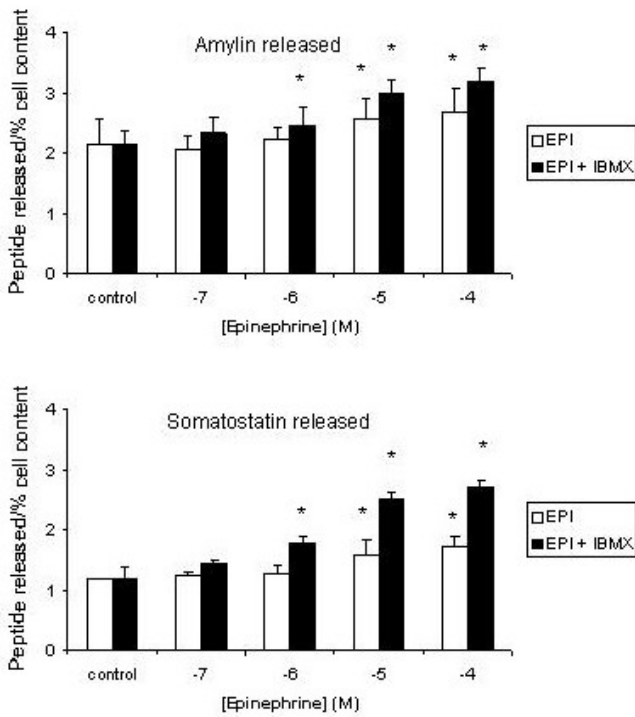 Amylin released
Peptide released/% cell content
4
3
2
1
0
* * * * *
EPI
EPI + IBMX
control -7 -6 -5 -4
[Epinephrine] (M)
Somatostatin released
Peptide released/% cell content
4
3
2
1
0
* * * * *
EPI
EPI + IBMX
control -7 -6 -5 -4
[Epinephrine] (M)